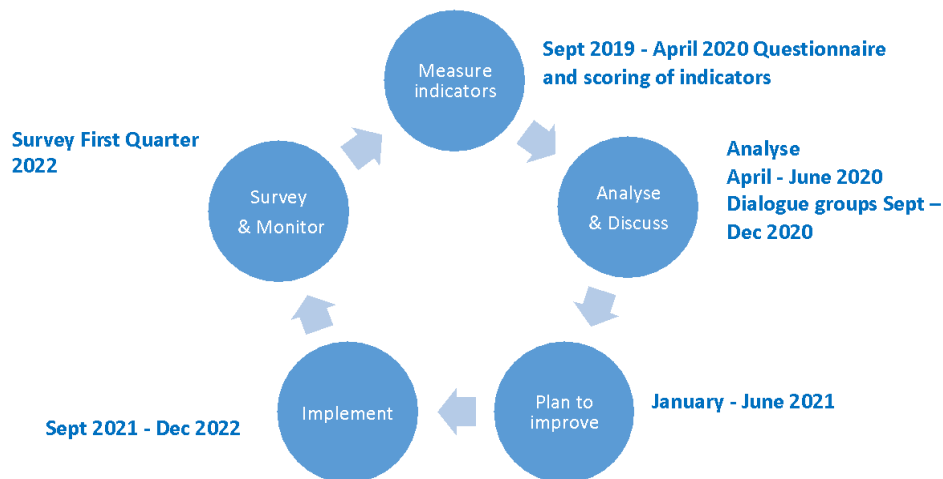 Measure
indicators
Sept 2019 - April 2020 Questionnaire
and scoring of indicators
Analyse
& Discuss
Analyse
April - June 2020
Dialogue groups Sept –
Dec 2020
Plan to
improve
January - June 2021
Implement
Sept 2021 - Dec 2022
Survey
& Monitor
Survey First Quarter
2022